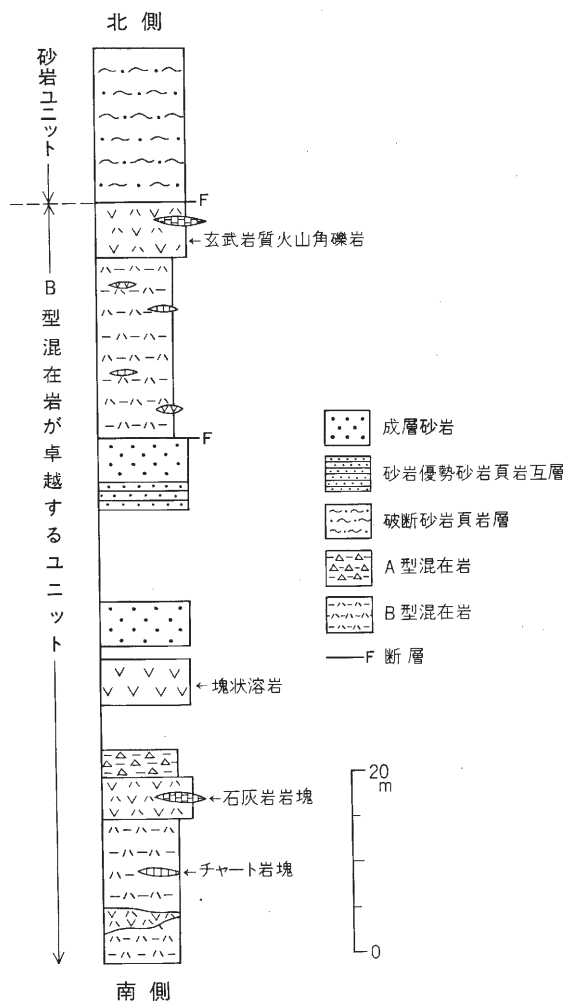 北側
砂岩ユニット
F
玄武岩質火山角礫岩
B型混在岩が卓越するユニット
F
成層砂岩
砂岩優勢砂岩頁岩互層
破断砂岩頁岩層
A型混在岩
B型混在岩
F 断層
塊状溶岩
石灰岩岩塊
チャート岩塊
20
m
0
南側